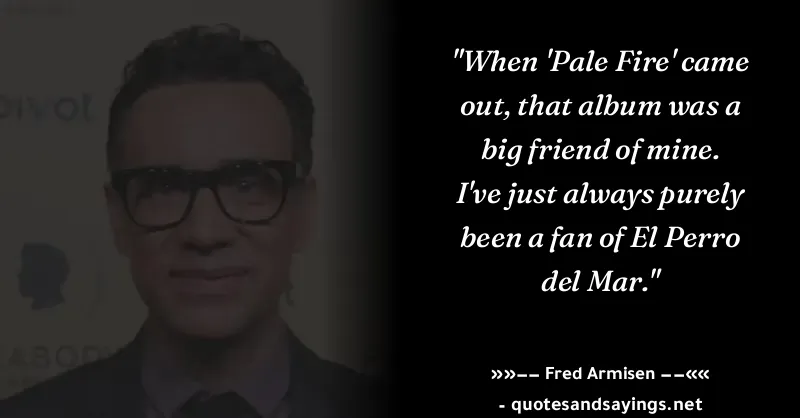 "When 'Pale Fire' came
out, that album was a
big friend of mine.
I've just always purely
been a fan of El Perro
del Mar."
»»−− Fred Armisen −−««
- quotesandsayings.net
pivot